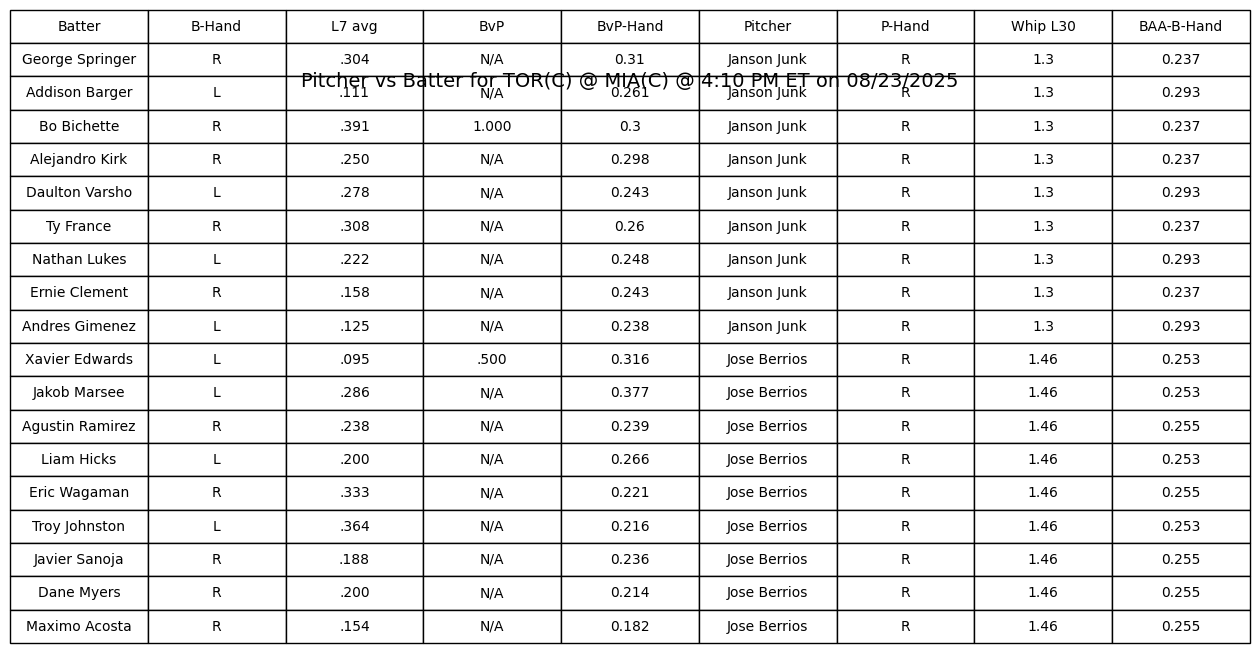 Batter B-Hand L7 avg BvP BvP-Hand Pitcher P-Hand Whip L30 BAA-B-Hand
George Springer R .304 N/A 0.31 Janson Junk R 1.3 0.237
Pitcher vs Batter for TOR(C) @ MIA(C) @ 4:10 PM ET on 08/23/2025
Addison Barger L .111 N/A 0.261 Janson Junk R 1.3 0.293
Bo Bichette R .391 1.000 0.3 Janson Junk R 1.3 0.237
Alejandro Kirk R .250 N/A 0.298 Janson Junk R 1.3 0.237
Daulton Varsho L .278 N/A 0.243 Janson Junk R 1.3 0.293
Ty France R .308 N/A 0.26 Janson Junk R 1.3 0.237
Nathan Lukes L .222 N/A 0.248 Janson Junk R 1.3 0.293
Ernie Clement R .158 N/A 0.243 Janson Junk R 1.3 0.237
Andres Gimenez L .125 N/A 0.238 Janson Junk R 1.3 0.293
Xavier Edwards L .095 .500 0.316 Jose Berrios R 1.46 0.253
Jakob Marsee L .286 N/A 0.377 Jose Berrios R 1.46 0.253
Agustin Ramirez R .238 N/A 0.239 Jose Berrios R 1.46 0.255
Liam Hicks L .200 N/A 0.266 Jose Berrios R 1.46 0.253
Eric Wagaman R .333 N/A 0.221 Jose Berrios R 1.46 0.255
Troy Johnston L .364 N/A 0.216 Jose Berrios R 1.46 0.253
Javier Sanoja R .188 N/A 0.236 Jose Berrios R 1.46 0.255
Dane Myers R .200 N/A 0.214 Jose Berrios R 1.46 0.255
Maximo Acosta R .154 N/A 0.182 Jose Berrios R 1.46 0.255